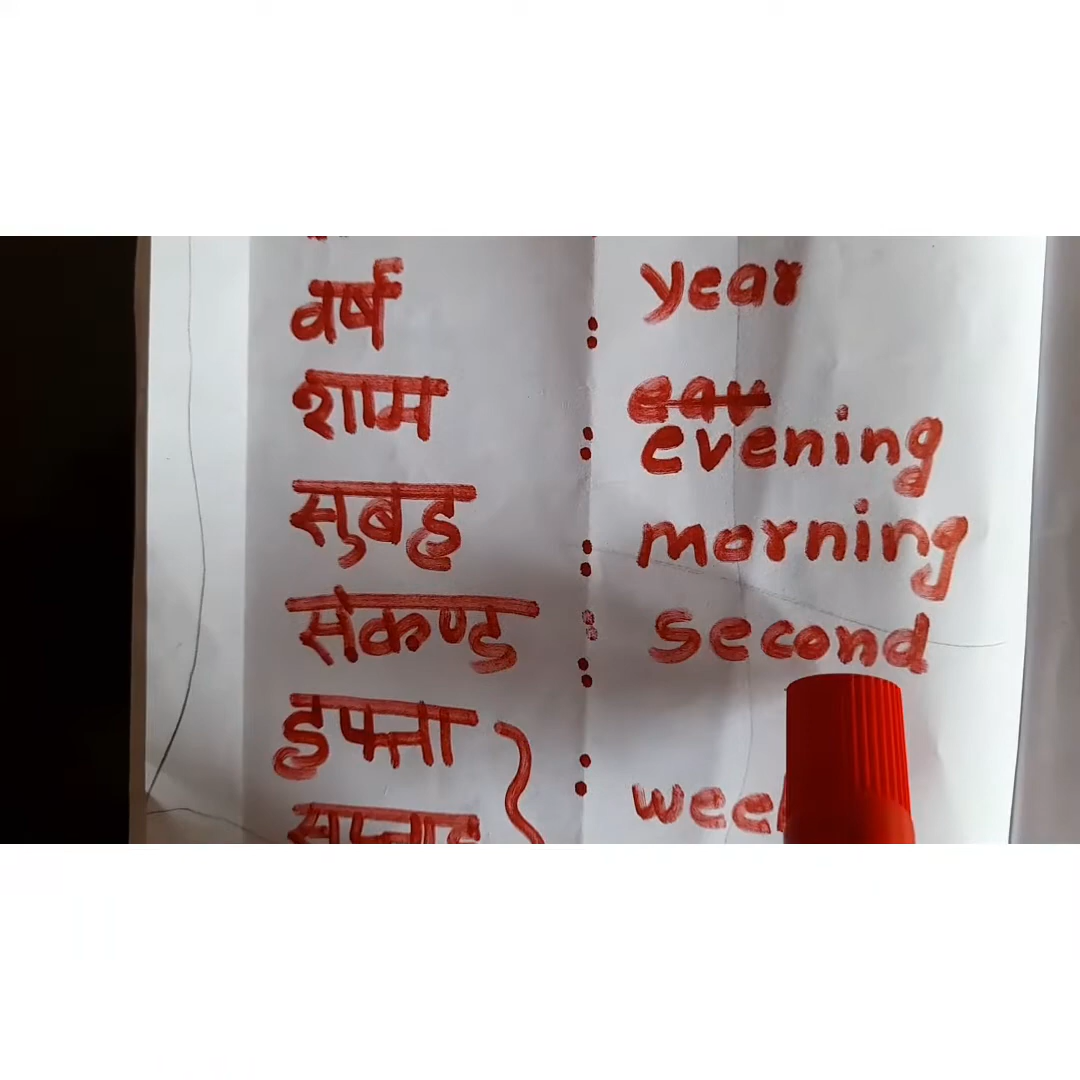 वर्ष : year
शाम : evening
सुबह : morning
सेकण्ड : second
हफ्ता :